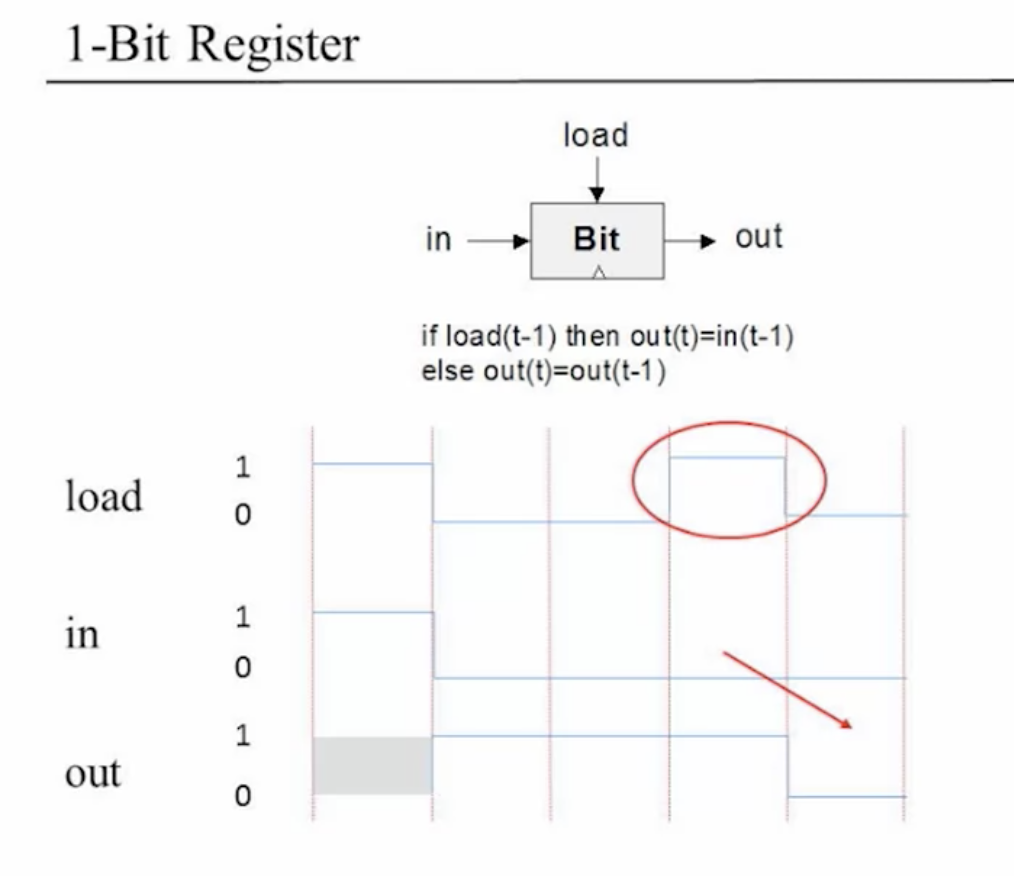 1-Bit Register
load
in Bit out
if load(t-1) then out(t)=in(t-1)
else out(t)=out(t-1)
load 1
0
in 1
0
out 1
0